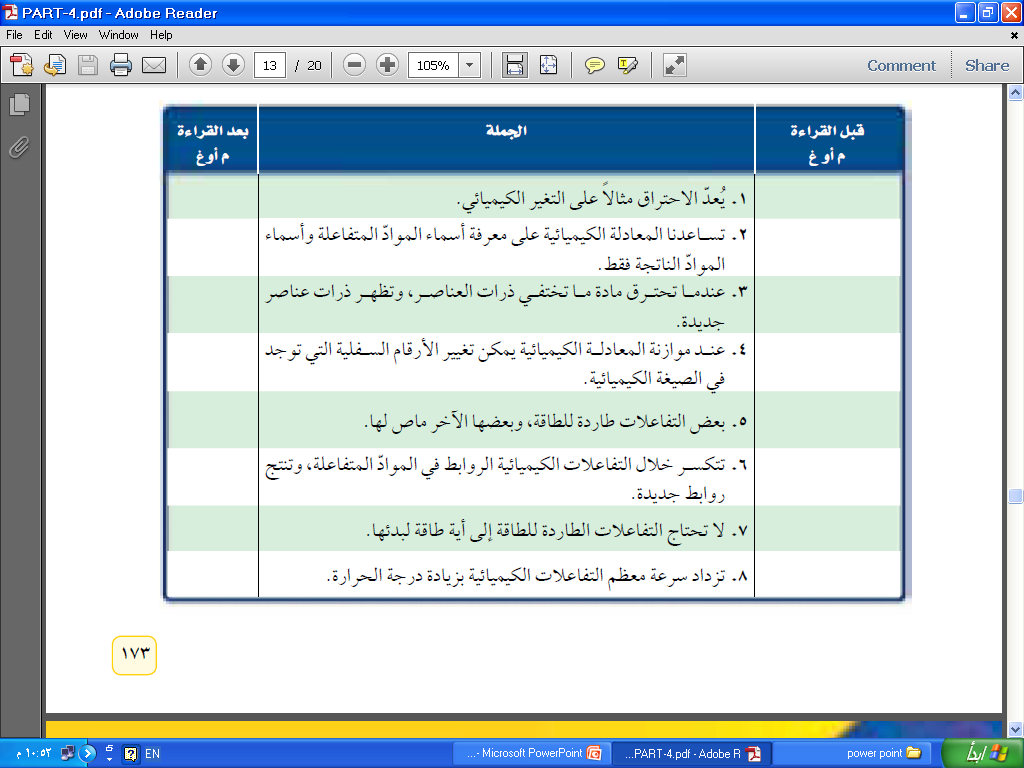 PART-4.pdf - Adobe Reader
File Edit View Window Help
13 / 20 105% Comment Share
قبل القراءة الجملة بعد القراءة
م أو غ م أو غ
١. يُعدّ الاحتراق مثالاً على التغير الكيميائي.
٢. تساعدنا المعادلة الكيميائية على معرفة أسماء الموادّ المتفاعلة وأسماء
الموادّ الناتجة فقط.
٣. عندما تحترق مادة ما تختفي ذرات العناصر، وتظهر ذرات عناصر
جديدة.
٤. عند موازنة المعادلة الكيميائية يمكن تغيير الأرقام السفلية التي توجد
في الصيغة الكيميائية.
٥. بعض التفاعلات طاردة للطاقة، وبعضها الآخر ماص لها.
٦. تتكسر خلال التفاعلات الكيميائية الروابط في الموادّ المتفاعلة، وتنتج
روابط جديدة.
٧. لا تحتاج التفاعلات الطاردة للطاقة إلى أية طاقة لبدئها.
٨. تزداد سرعة معظم التفاعلات الكيميائية بزيادة درجة الحرارة.
١٧٣
ابدأ power point PART-4.pdf - Adobe R... Microsoft PowerPoint -... EN ١٠:٥٢ م